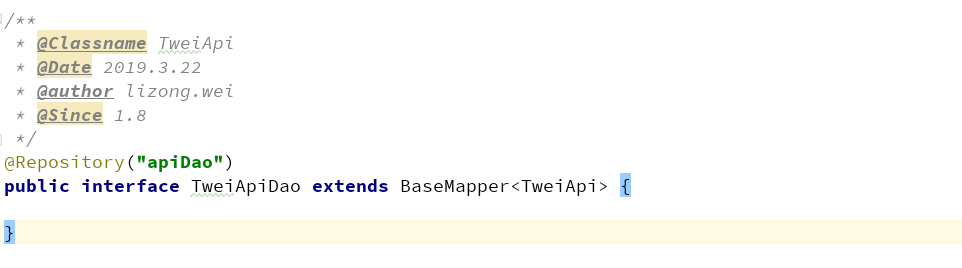 /**
 * @Classname TweiApi
 * @Date 2019.3.22
 * @author lizong.wei
 * @Since 1.8
 */
@Repository("apiDao")
public interface TweiApiDao extends BaseMapper<TweiApi> {
}